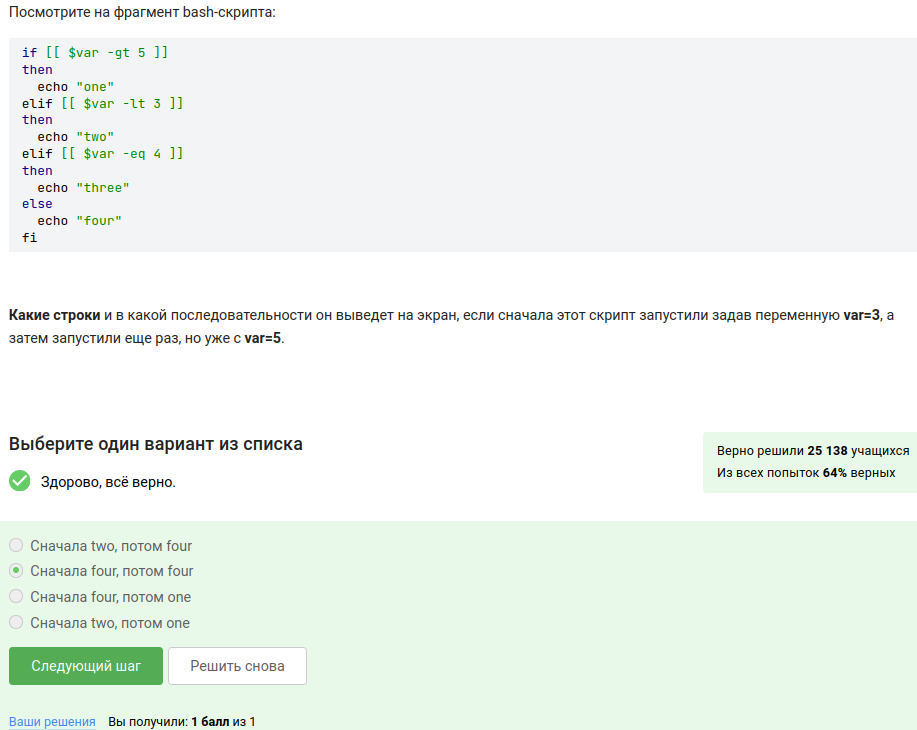 Посмотрите на фрагмент bash-скрипта:
if [[ $var -gt 5 ]]
then
  echo "one"
elif [[ $var -lt 3 ]]
then
  echo "two"
elif [[ $var -eq 4 ]]
then
  echo "three"
else
  echo "four"
fi
Какие строки и в какой последовательности он выведет на экран, если сначала этот скрипт запустили задав переменную var=3, а
затем запустили еще раз, но уже с var=5.
Выберите один вариант из списка
Здорово, всё верно.
Верно решили 25 138 учащихся
Из всех попыток 64% верных
Сначала two, потом four
Сначала four, потом four
Сначала four, потом one
Сначала two, потом one
Следующий шаг
Решить снова
Ваши решения Вы получили: 1 балл из 1